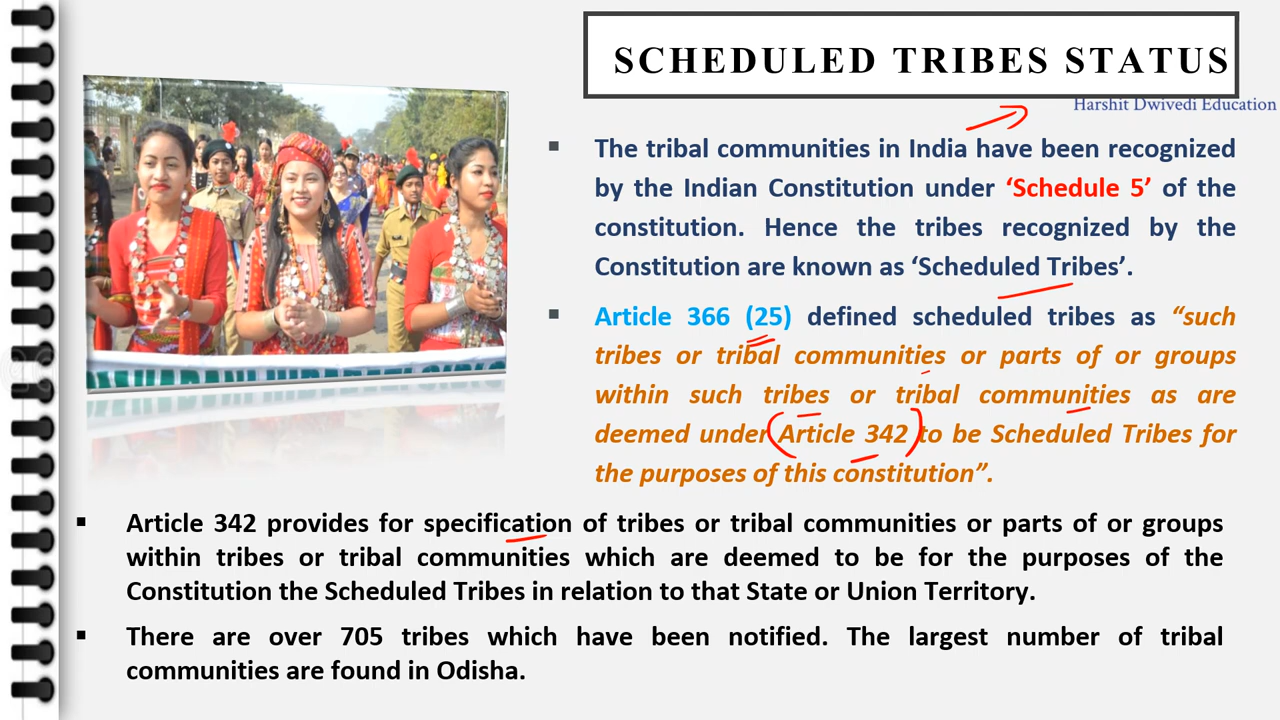 SCHEDULED TRIBES STATUS
Harshit Dwivedi Education
▪ The tribal communities in India have been recognized
by the Indian Constitution under ‘Schedule 5’ of the
constitution. Hence the tribes recognized by the
Constitution are known as ‘Scheduled Tribes’.
▪ Article 366 (25) defined scheduled tribes as “such
tribes or tribal communities or parts of or groups
within such tribes or tribal communities as are
deemed under Article 342 to be Scheduled Tribes for
the purposes of this constitution”.
▪ Article 342 provides for specification of tribes or tribal communities or parts of or groups
within tribes or tribal communities which are deemed to be for the purposes of the
Constitution the Scheduled Tribes in relation to that State or Union Territory.
▪ There are over 705 tribes which have been notified. The largest number of tribal
communities are found in Odisha.